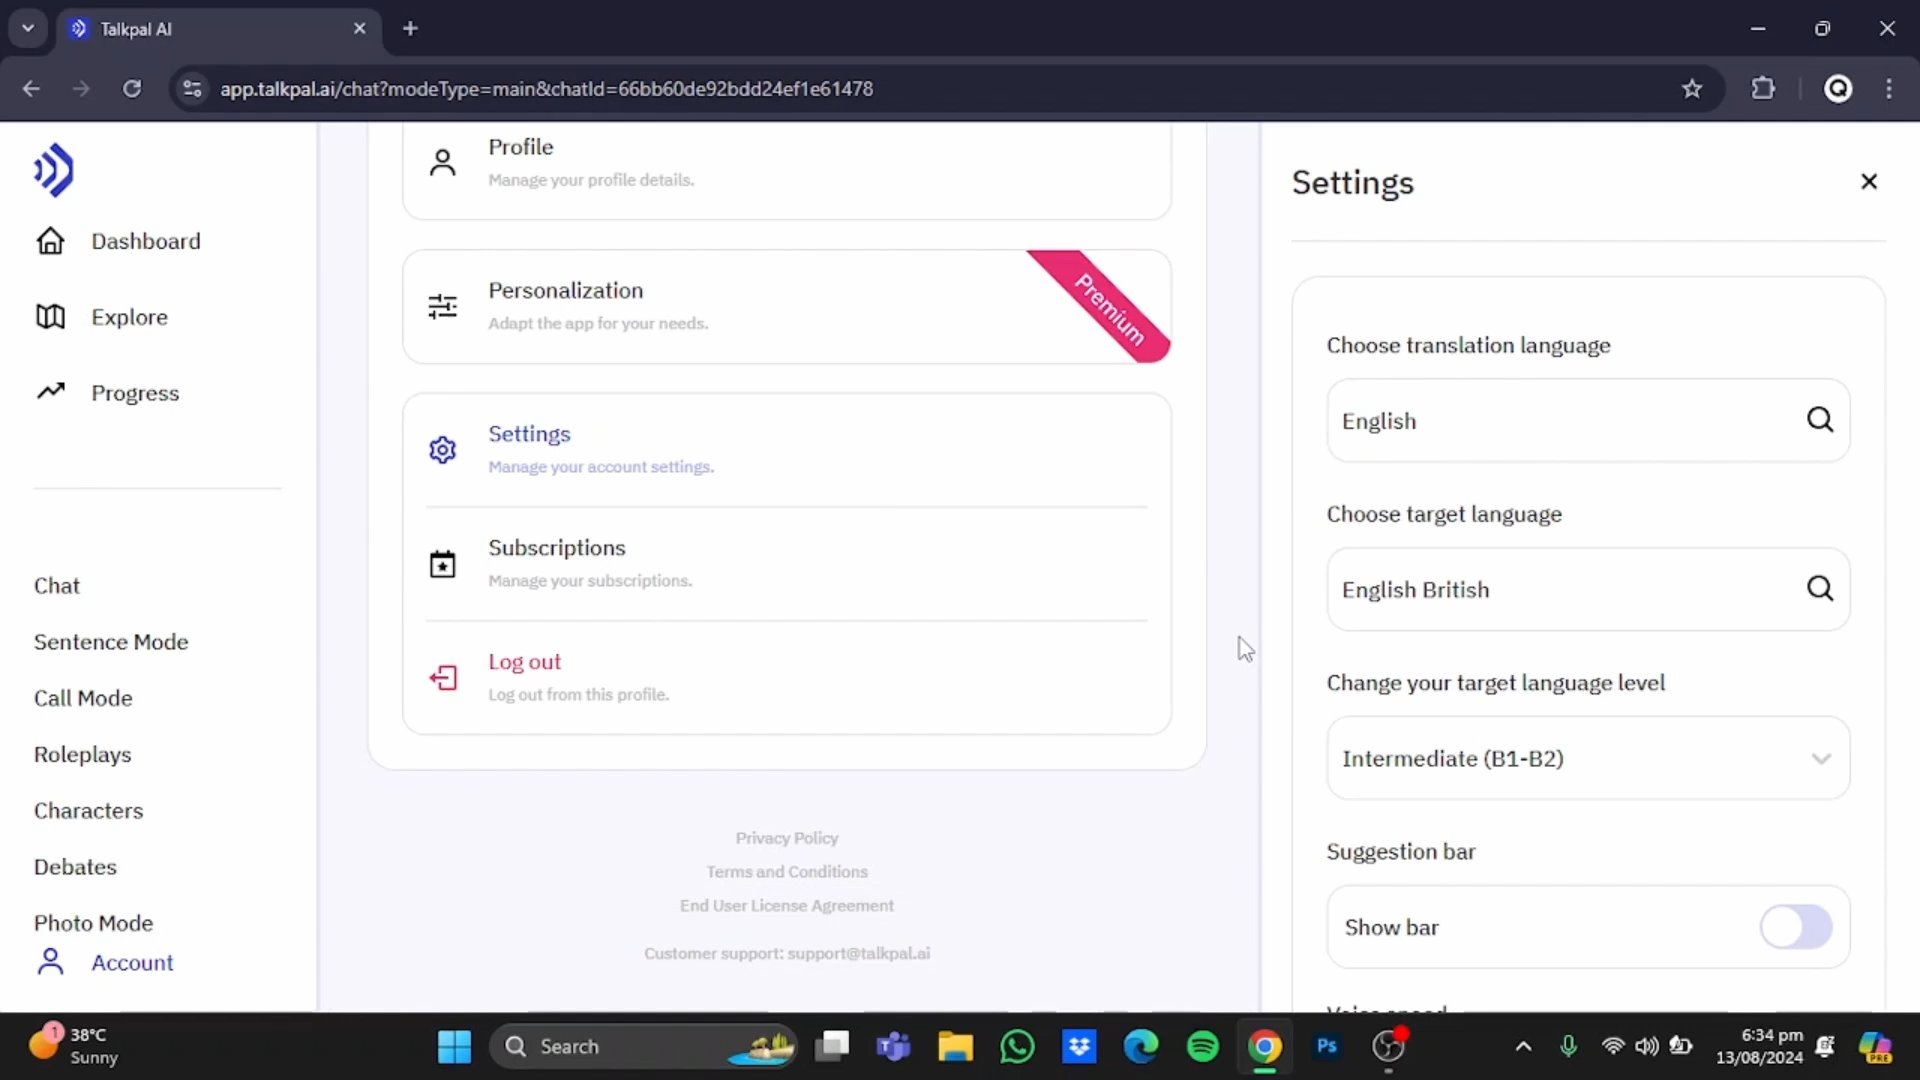 Talkpal AI
app.talkpal.ai/chat?modeType=main&chatId=66bb60de92bdd24ef1e61478
Dashboard
Explore
Progress
Chat
Sentence Mode
Call Mode
Roleplays
Characters
Debates
Photo Mode
Account
Profile
Manage your profile details.
Personalization
Adapt the app for your needs.
Premium
Settings
Manage your account settings.
Subscriptions
Manage your subscriptions.
Log out
Log out from this profile.
Privacy Policy
Terms and Conditions
End User License Agreement
Customer support: support@talkpal.ai
Settings
Choose translation language
English
Choose target language
English British
Change your target language level
Intermediate (B1-B2)
Suggestion bar
Show bar
Voice speed
1
38°C
Sunny
Search
Ps
6:34 pm
13/08/2024
PRE